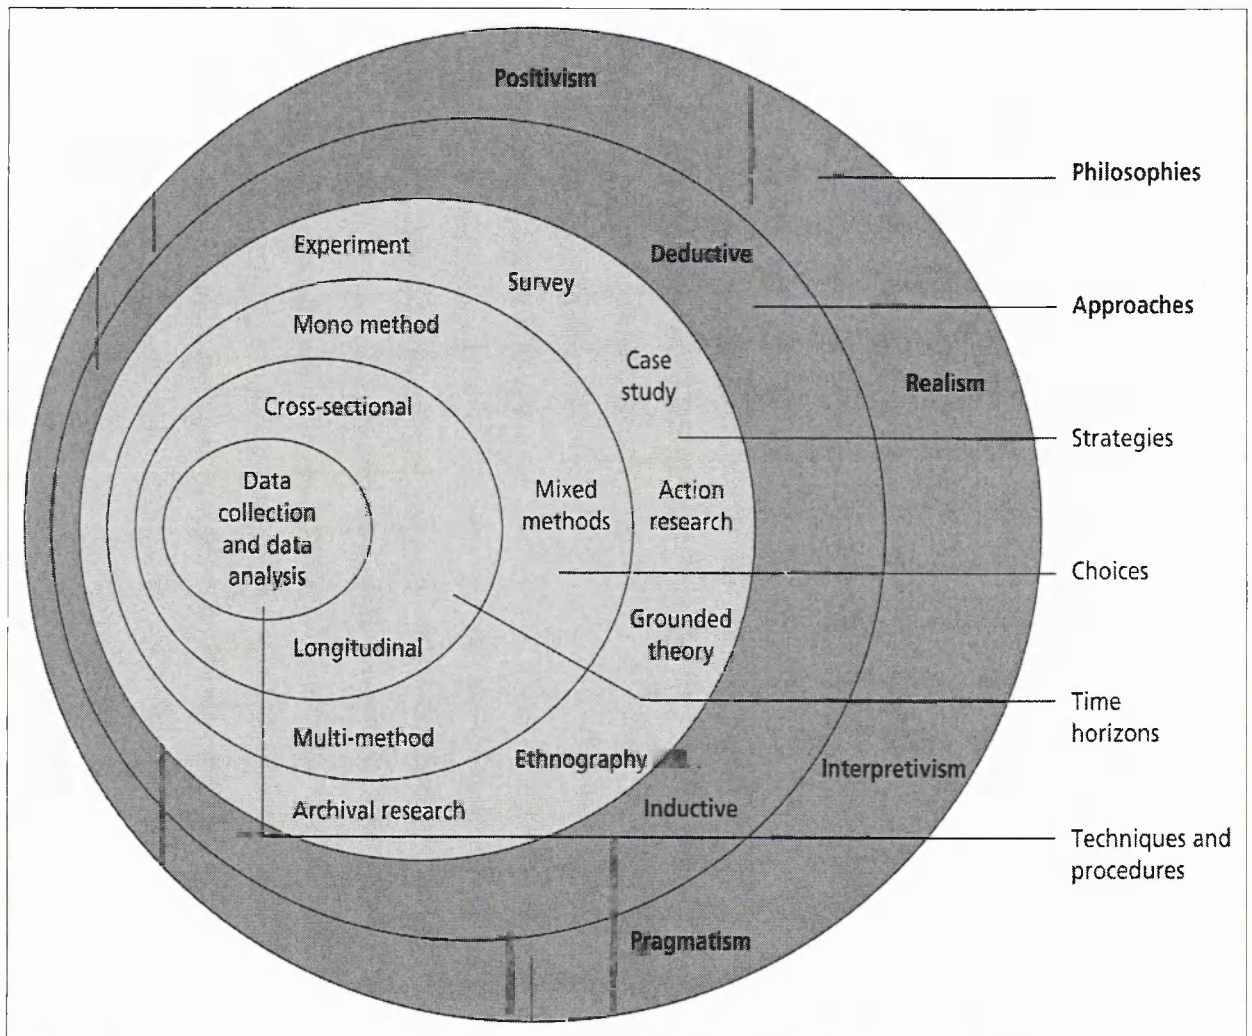 Positivism
Philosophies
Experiment
Deductive
Survey
Approaches
Mono method
Case
study
Realism
Cross-sectional
Strategies
Data
collection
and data
analysis
Mixed
methods
Action
research
Choices
Grounded
theory
Longitudinal
Time
horizons
Multi-method
Ethnography
Interpretivism
Archival research
Inductive
Techniques and
procedures
Pragmatism